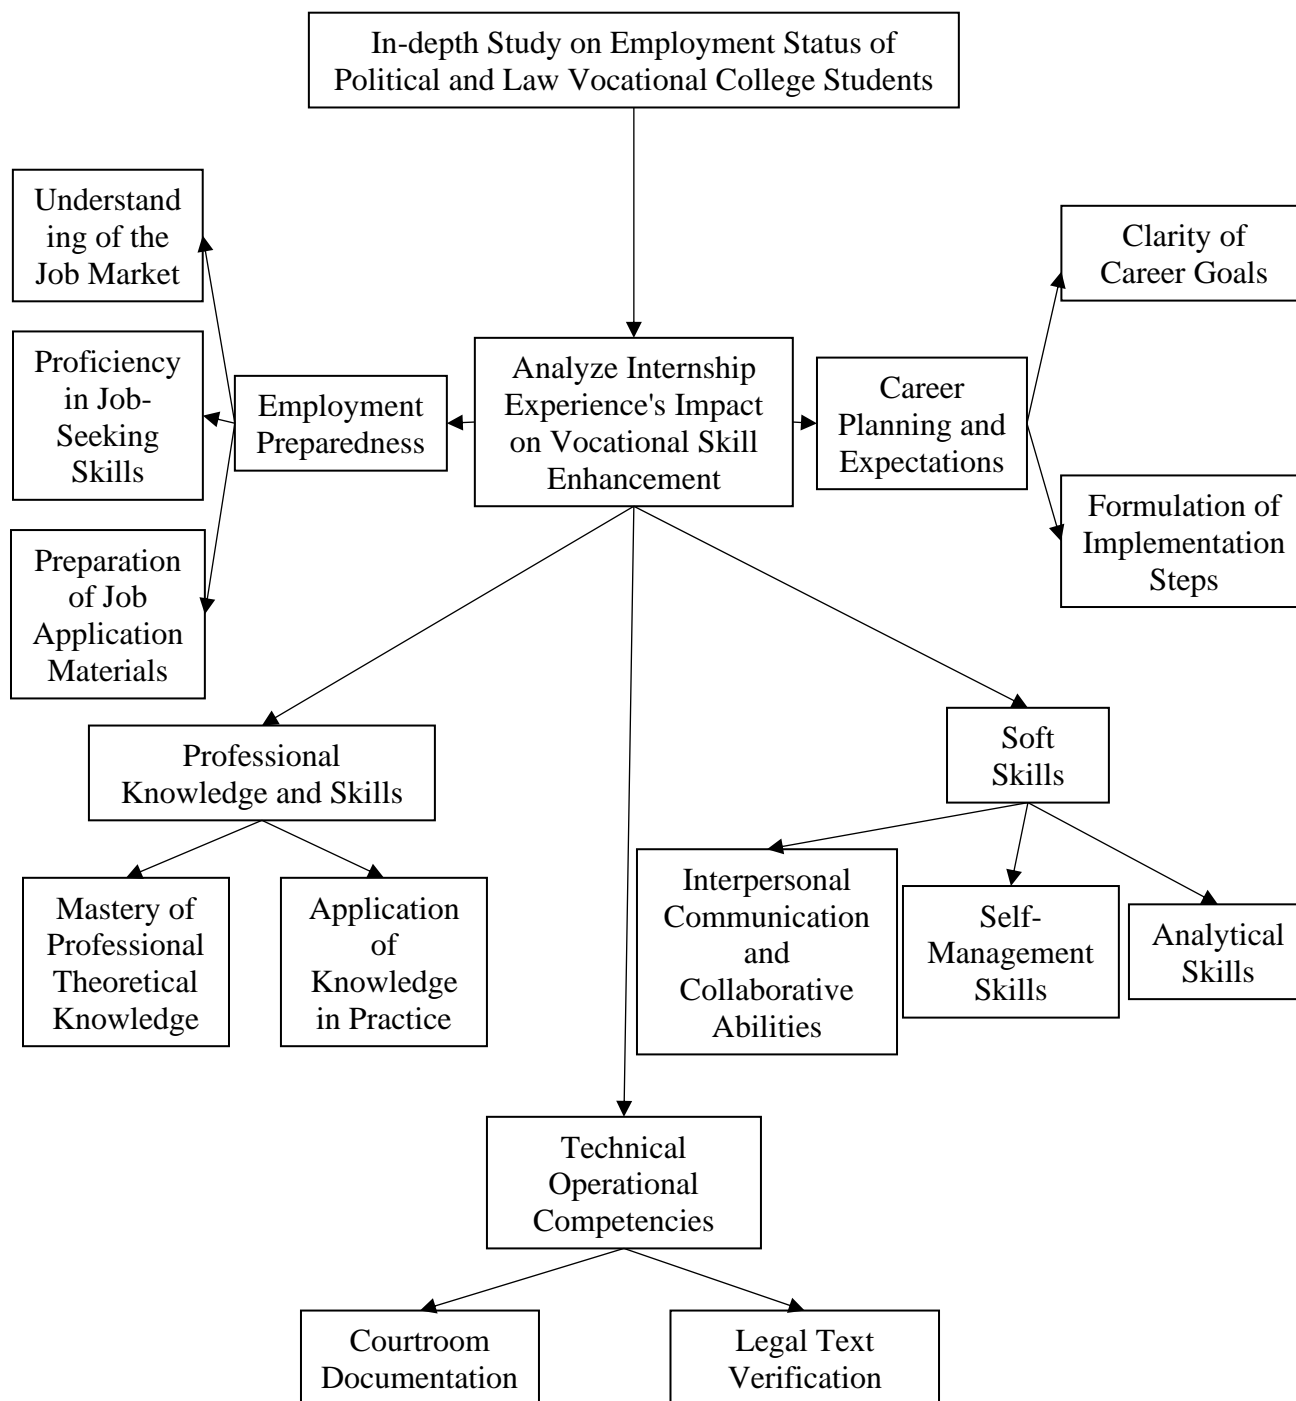 In-depth Study on Employment Status of
Political and Law Vocational College Students
Understand
ing of the
Job Market
Clarity of
Career Goals
Proficiency
in Job-
Seeking
Skills
Employment
Preparedness
Analyze Internship
Experience's Impact
on Vocational Skill
Enhancement
Career
Planning and
Expectations
Formulation of
Implementation
Steps
Preparation
of Job
Application
Materials
Professional
Knowledge and Skills
Soft
Skills
Mastery of
Professional
Theoretical
Knowledge
Application
of
Knowledge
in Practice
Interpersonal
Communication
and
Collaborative
Abilities
Self-
Management
Skills
Analytical
Skills
Technical
Operational
Competencies
Courtroom
Documentation
Legal Text
Verification